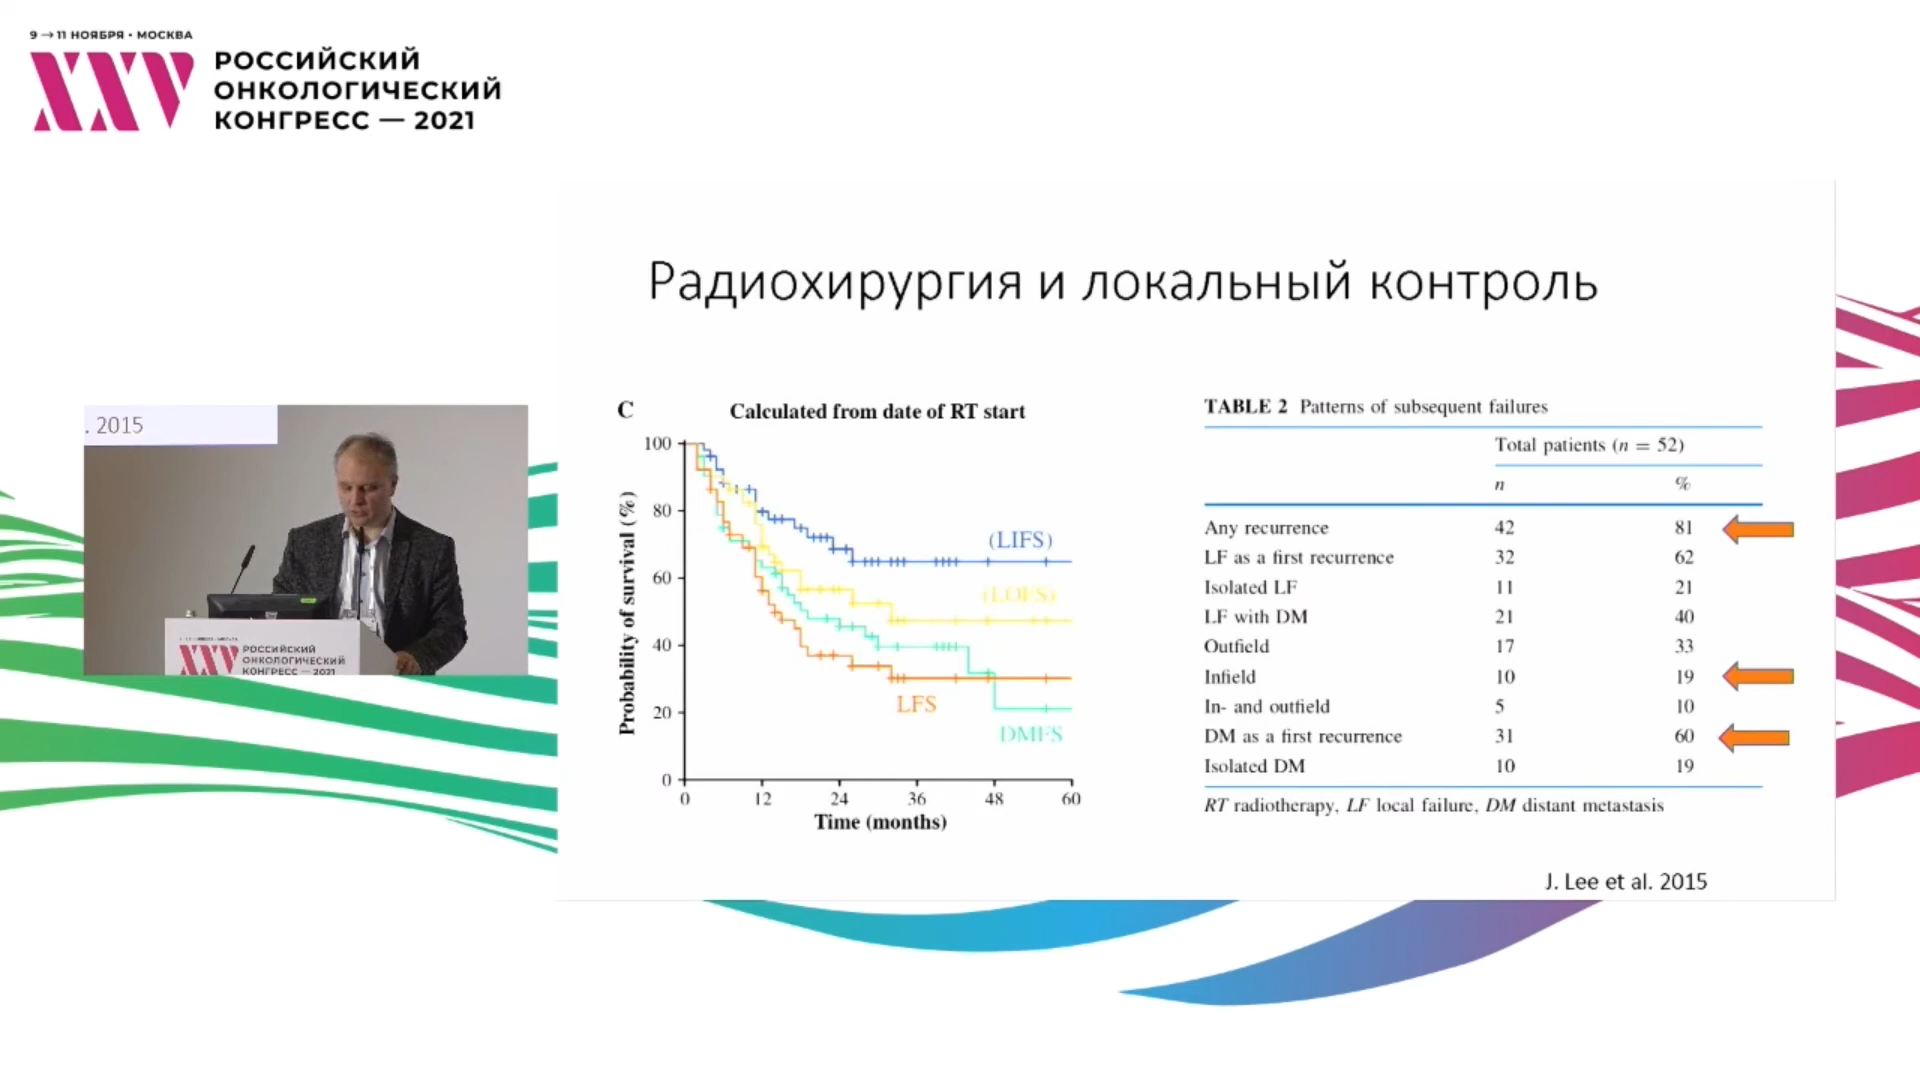 9 → 11 НОЯБРЯ • МОСКВА
XXV
РОССИЙСКИЙ
ОНКОЛОГИЧЕСКИЙ
КОНГРЕСС — 2021
. 2015
XXV
РОССИЙСКИЙ
ОНКОЛОГИЧЕСКИЙ
КОНГРЕСС — 2021
Радиохирургия и локальный контроль
C
Calculated from date of RT start
Probability of survival (%)
100
80
60
40
20
0
(LIFS)
(LOFS)
LFS
DMFS
0 12 24 36 48 60
Time (months)
TABLE 2 Patterns of subsequent failures
Total patients (n = 52)
n %
Any recurrence 42 81
LF as a first recurrence 32 62
Isolated LF 11 21
LF with DM 21 40
Outfield 17 33
Infield 10 19
In- and outfield 5 10
DM as a first recurrence 31 60
Isolated DM 10 19
RT radiotherapy, LF local failure, DM distant metastasis
J. Lee et al. 2015